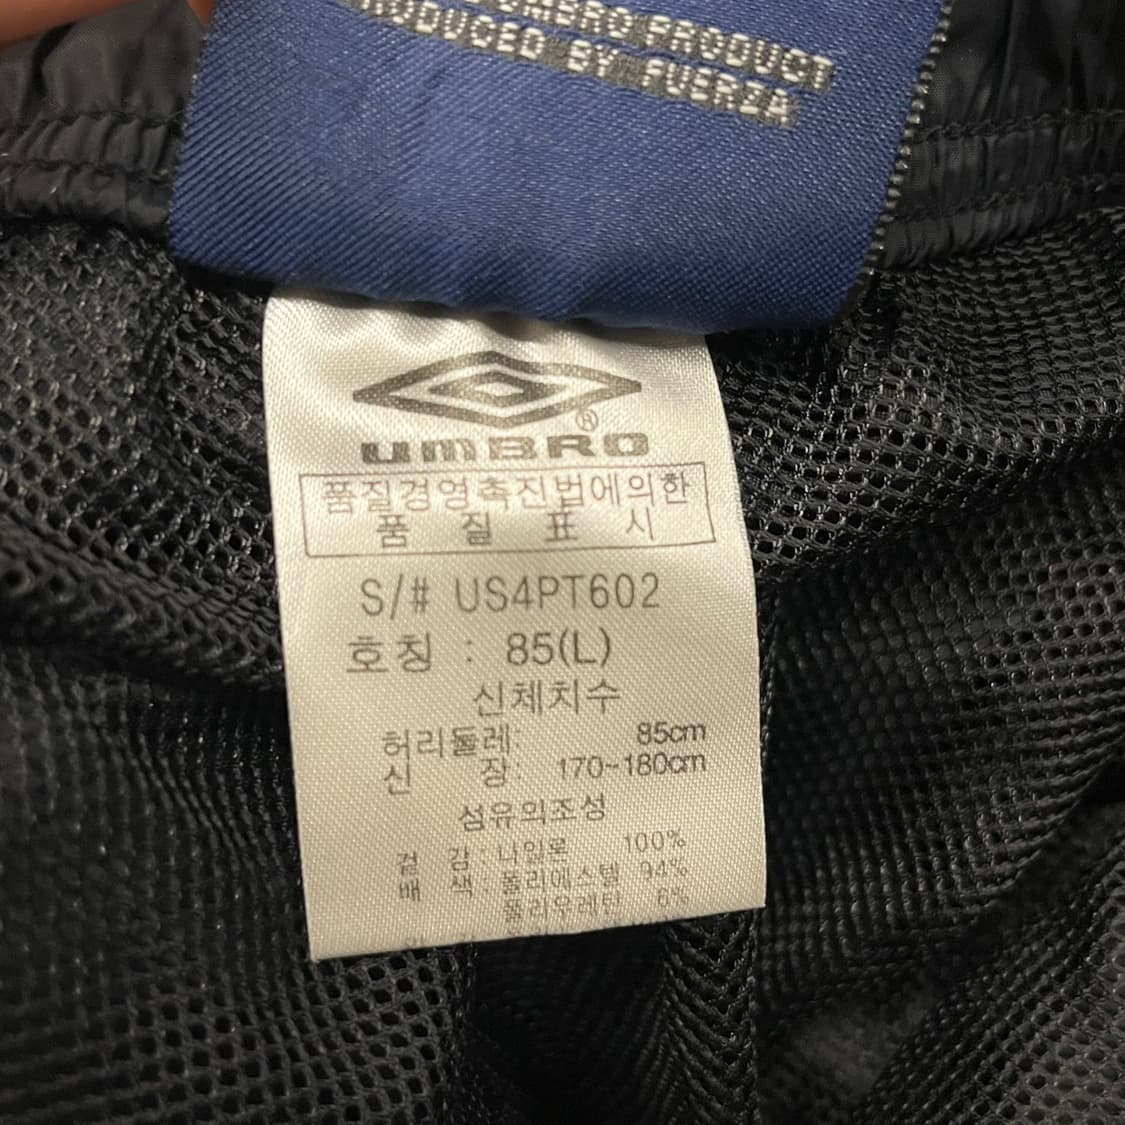 UMBRO PRODUCT
PRODUCED BY FUERZA
®
umBRO
품질경영촉진법에의한
품 질 표 시
S/# US4PT602
호칭 : 85(L)
신체치수
허리둘레: 85cm
신 장: 170~180cm
섬유의조성
겉 감: 나일론 100%
배 색: 폴리에스텔 94%
폴리우레탄 6%